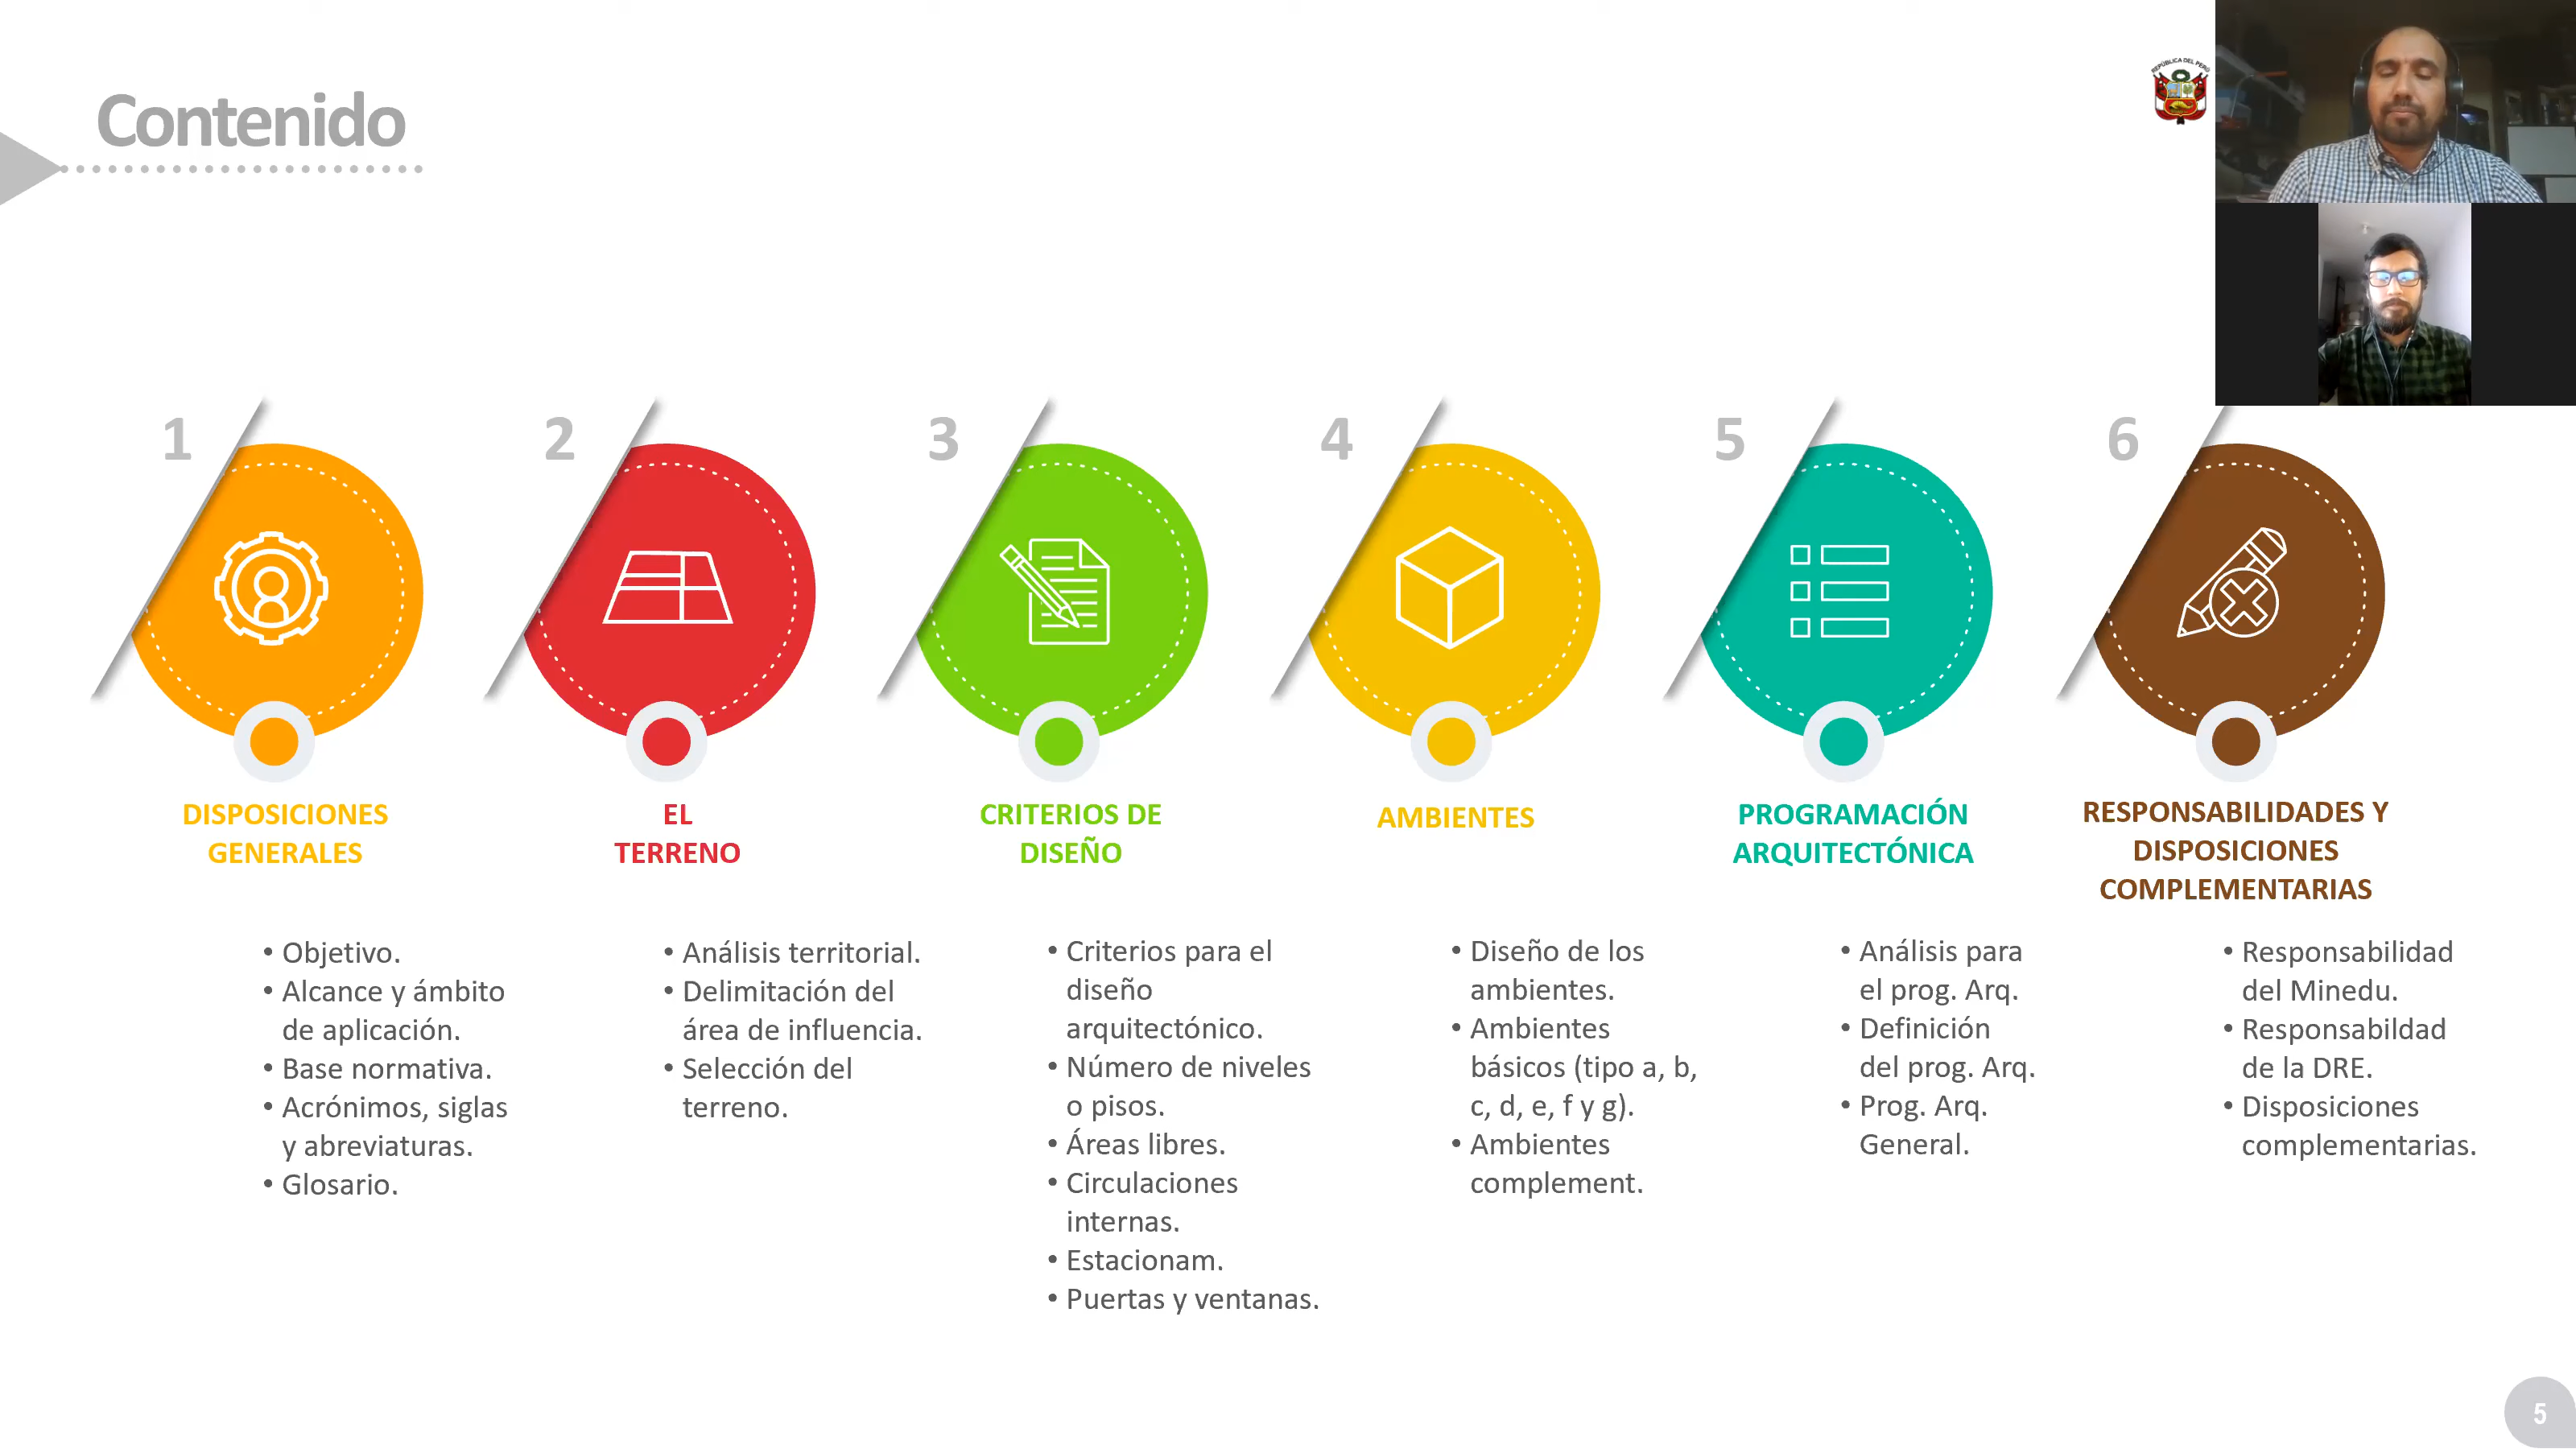 Contenido
REPÚBLICA DEL PERÚ
1
2
3
4
5
6
DISPOSICIONES
GENERALES
• Objetivo.
• Alcance y ámbito
de aplicación.
• Base normativa.
• Acrónimos, siglas
y abreviaturas.
• Glosario.
EL
TERRENO
• Análisis territorial.
• Delimitación del
área de influencia.
• Selección del
terreno.
CRITERIOS DE
DISEÑO
• Criterios para el
diseño
arquitectónico.
• Número de niveles
o pisos.
• Áreas libres.
• Circulaciones
internas.
• Estacionam.
• Puertas y ventanas.
AMBIENTES
• Diseño de los
ambientes.
• Ambientes
básicos (tipo a, b,
c, d, e, f y g).
• Ambientes
complement.
PROGRAMACIÓN
ARQUITECTÓNICA
• Análisis para
el prog. Arq.
• Definición
del prog. Arq.
• Prog. Arq.
General.
RESPONSABILIDADES Y
DISPOSICIONES
COMPLEMENTARIAS
• Responsabilidad
del Minedu.
• Responsabildad
de la DRE.
• Disposiciones
complementarias.
5